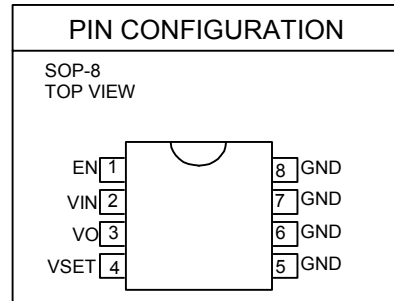 PIN CONFIGURATION
SOP-8
TOP VIEW
EN 1 8 GND
VIN 2 7 GND
VO 3 6 GND
VSET 4 5 GND